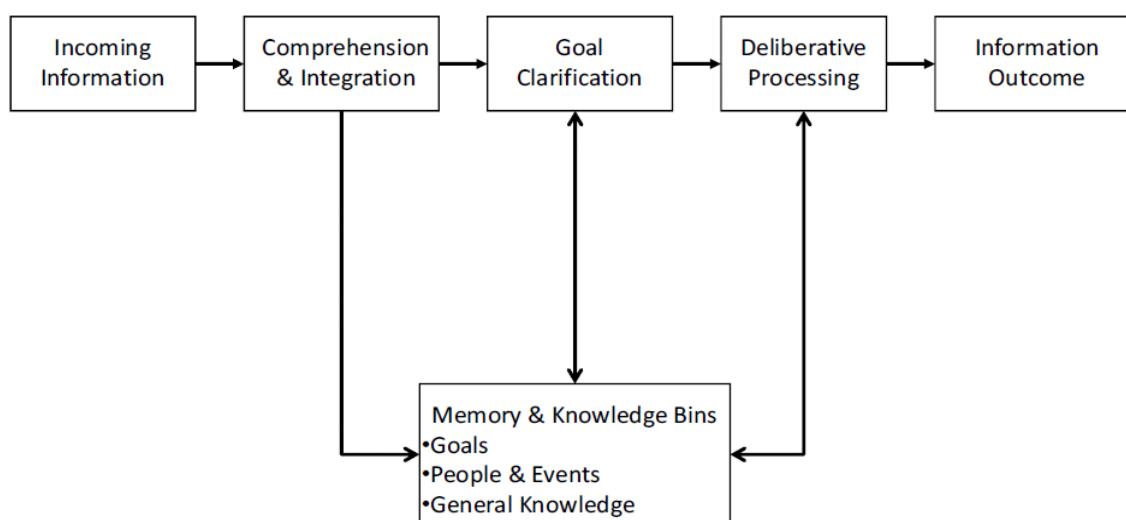 Incoming
Information
Comprehension
& Integration
Goal
Clarification
Deliberative
Processing
Information
Outcome
Memory & Knowledge Bins
•Goals
•People & Events
•General Knowledge